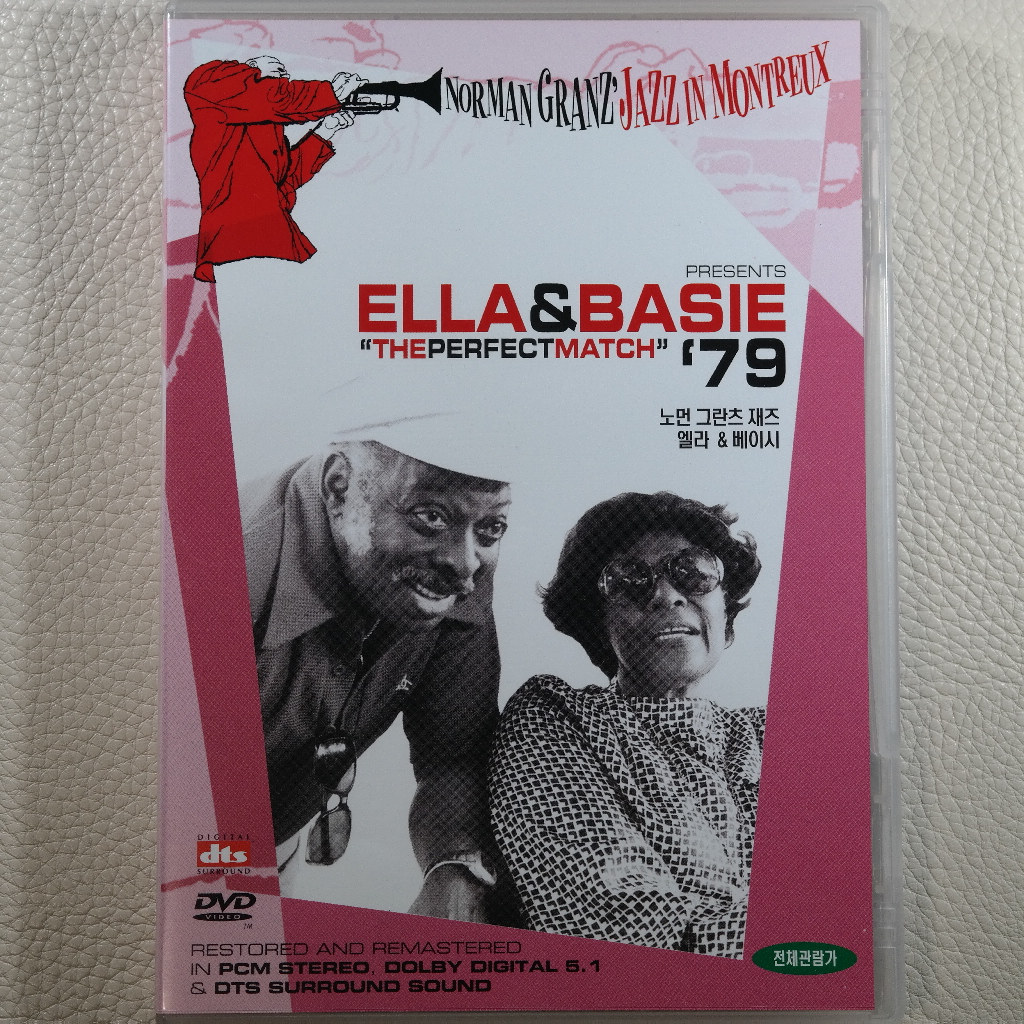 NORMAN GRANZ' JAZZ IN MONTREUX
PRESENTS
ELLA&BASIE
“THEPERFECTMATCH” ‘79
노먼 그란츠 재즈
엘라 & 베이시
DIGITAL
dts
SURROUND
DVD
VIDEO
TM
RESTORED AND REMASTERED
IN PCM STEREO, DOLBY DIGITAL 5.1
& DTS SURROUND SOUND
전체관람가